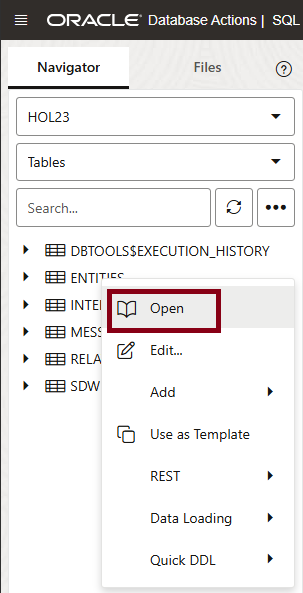 ORACLE Database Actions | SQL
Navigator Files
HOL23
Tables
Search...
DBTOOLS$EXECUTION_HISTORY
ENTITIES
INTE
MESS
RELA
SDW
Open
Edit...
Add
Use as Template
REST
Data Loading
Quick DDL